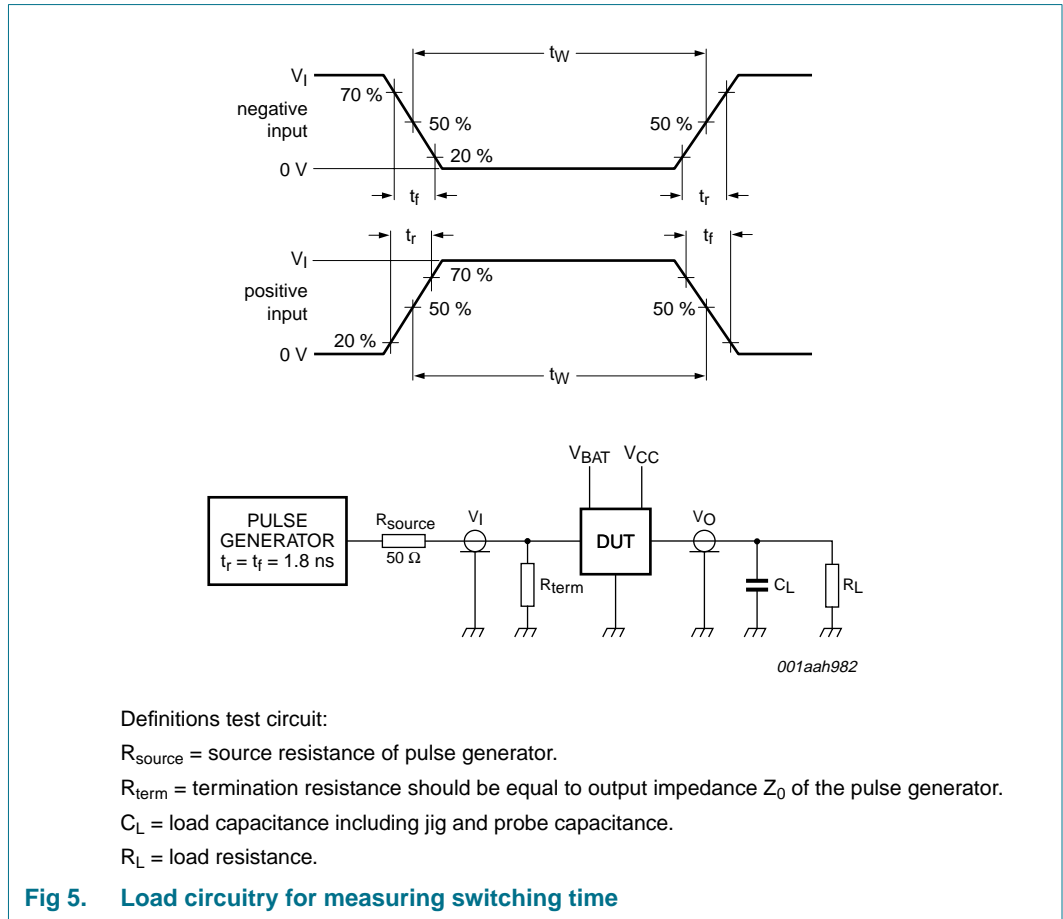 tW
VI
70 %
negative
input
50 %
50 %
20 %
0 V
tf
tr
tr
tf
VI
70 %
positive
input
50 %
50 %
20 %
0 V
tW
VBAT
VCC
PULSE
GENERATOR
tr = tf = 1.8 ns
Rsource
50 Ω
VI
DUT
VO
Rterm
CL
RL
001aah982
Definitions test circuit:
Rsource = source resistance of pulse generator.
Rterm = termination resistance should be equal to output impedance Z0 of the pulse generator.
CL = load capacitance including jig and probe capacitance.
RL = load resistance.
Fig 5. Load circuitry for measuring switching time